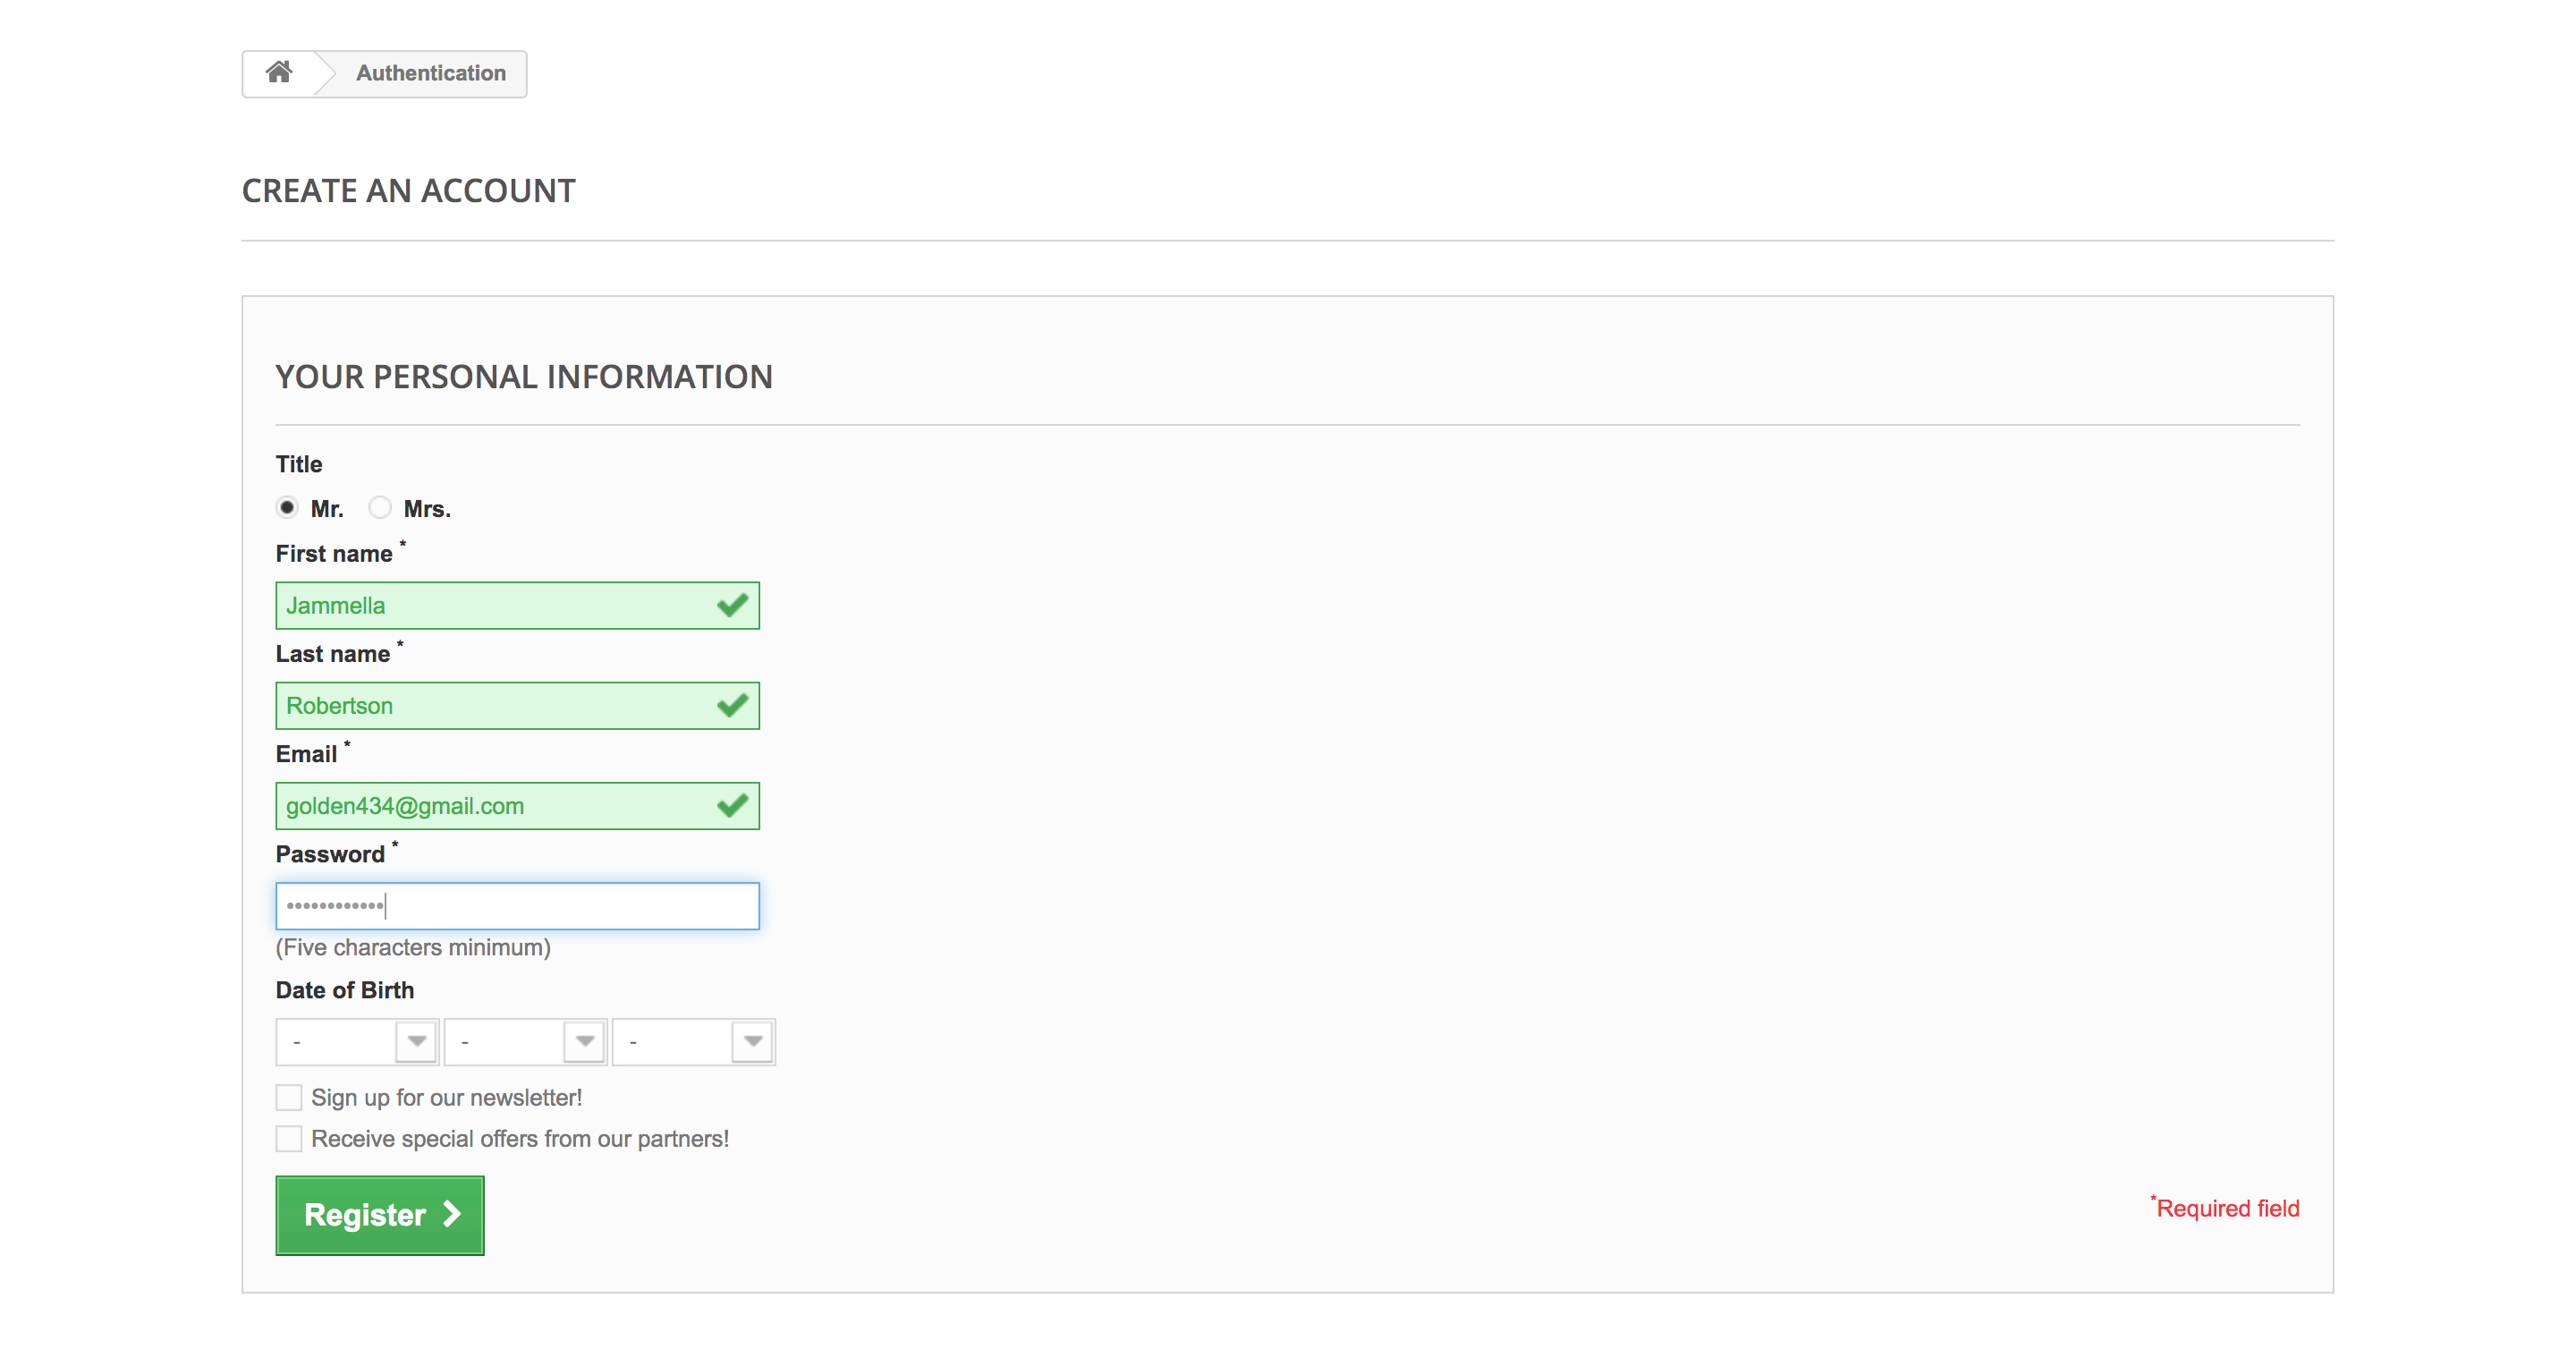 Authentication
CREATE AN ACCOUNT
YOUR PERSONAL INFORMATION
Title
Mr. Mrs.
First name *
Jammella
Last name *
Robertson
Email *
golden434@gmail.com
Password *
••••••••••••
(Five characters minimum)
Date of Birth
- - -
Sign up for our newsletter!
Receive special offers from our partners!
Register
*Required field